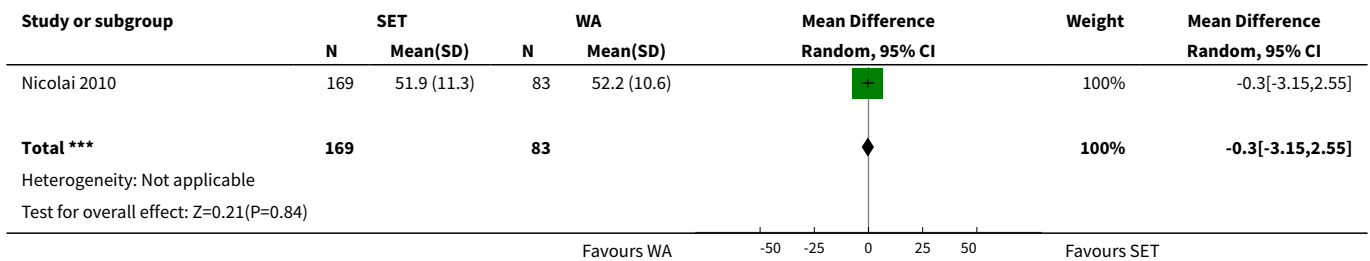 Study or subgroup SET WA Mean Difference Weight Mean Difference
N Mean(SD) N Mean(SD) Random, 95% CI Random, 95% CI
Nicolai 2010 169 51.9 (11.3) 83 52.2 (10.6) 100% -0.3[-3.15,2.55]
Total *** 169 83 100% -0.3[-3.15,2.55]
Heterogeneity: Not applicable
Test for overall effect: Z=0.21(P=0.84)
Favours WA -50 -25 0 25 50 Favours SET